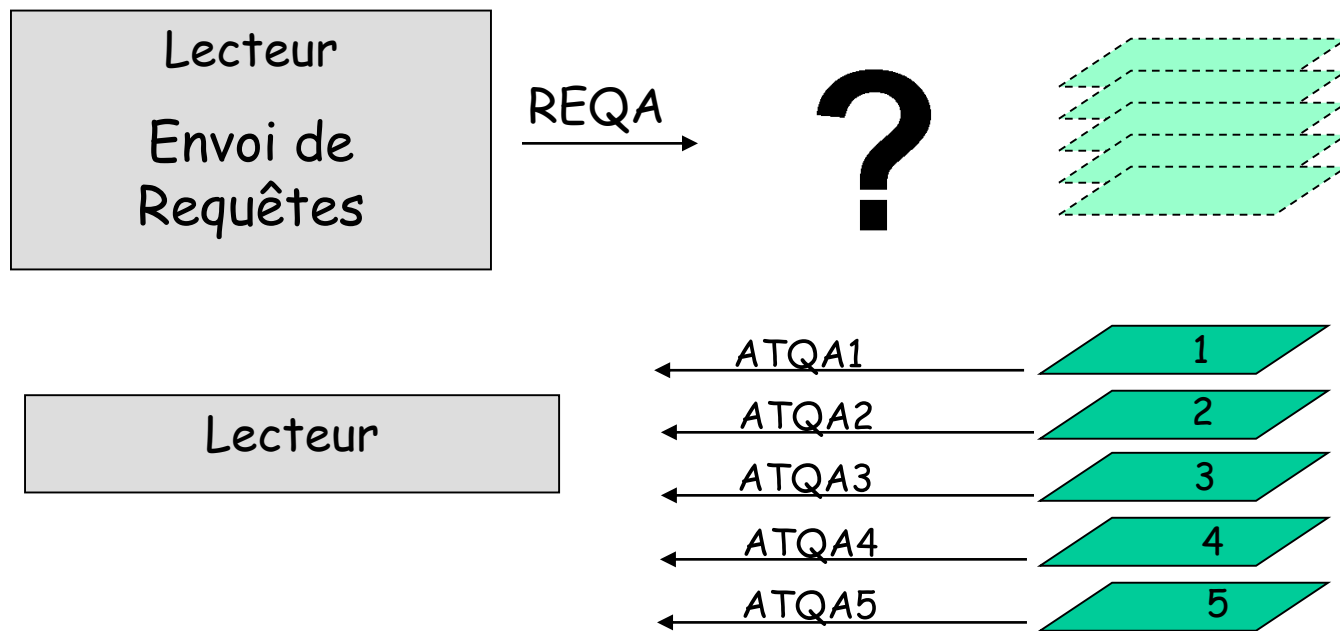 Lecteur
Envoi de
Requêtes
REQA
?
ATQA1
1
Lecteur
ATQA2
2
ATQA3
3
ATQA4
4
ATQA5
5